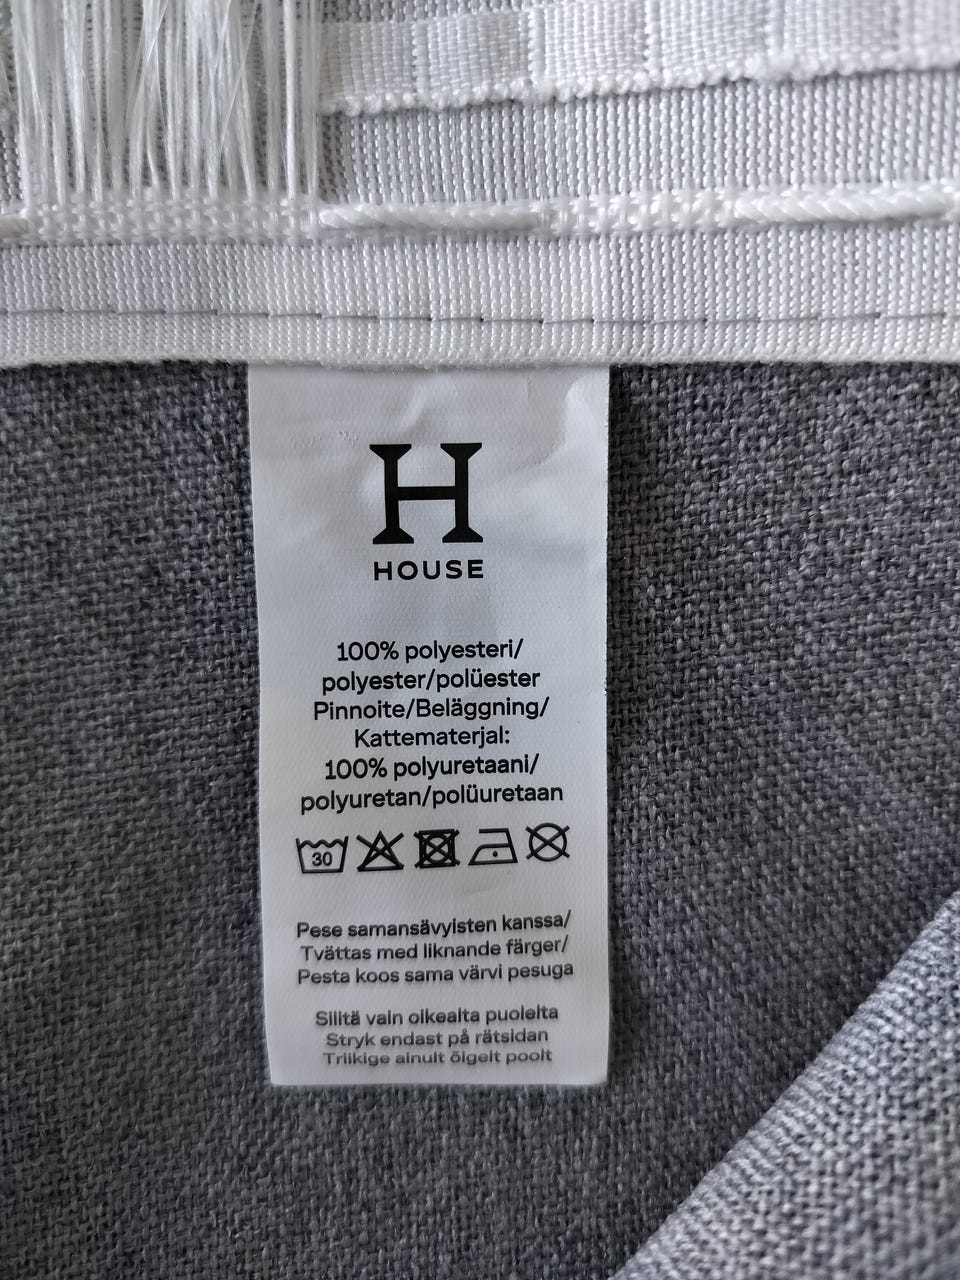 H
HOUSE
100% polyesteri/
polyester/polüester
Pinnoite/Beläggning/
Kattematerjal:
100% polyuretaani/
polyuretan/polüuretaan
30
Pese samansävyisten kanssa/
Tvättas med liknande färger/
Pesta koos sama värvi pesuga
Silitä vain oikealta puolelta
Stryk endast på rätsidan
Triikige ainult õigelt poolt